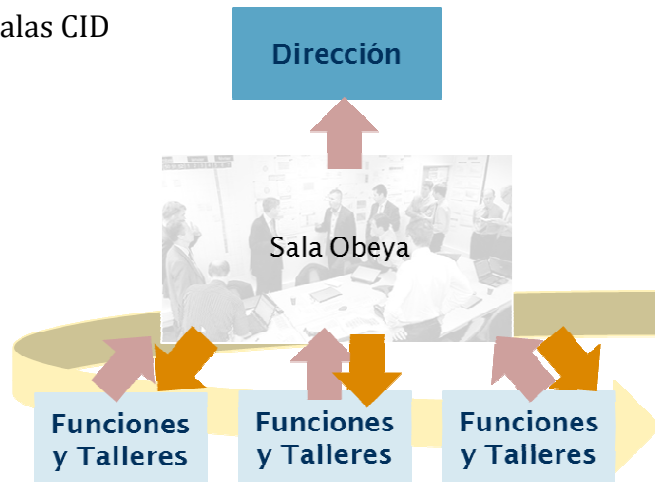 alas CID
Dirección
Sala Obeya
Funciones
y Talleres
Funciones
y Talleres
Funciones
y Talleres